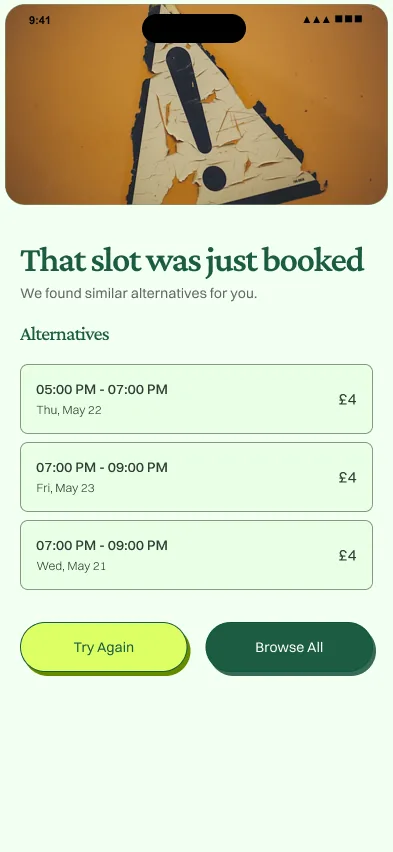 9:41
That slot was just booked
We found similar alternatives for you.
Alternatives
05:00 PM - 07:00 PM
Thu, May 22
£4
07:00 PM - 09:00 PM
Fri, May 23
£4
07:00 PM - 09:00 PM
Wed, May 21
£4
Try Again
Browse All